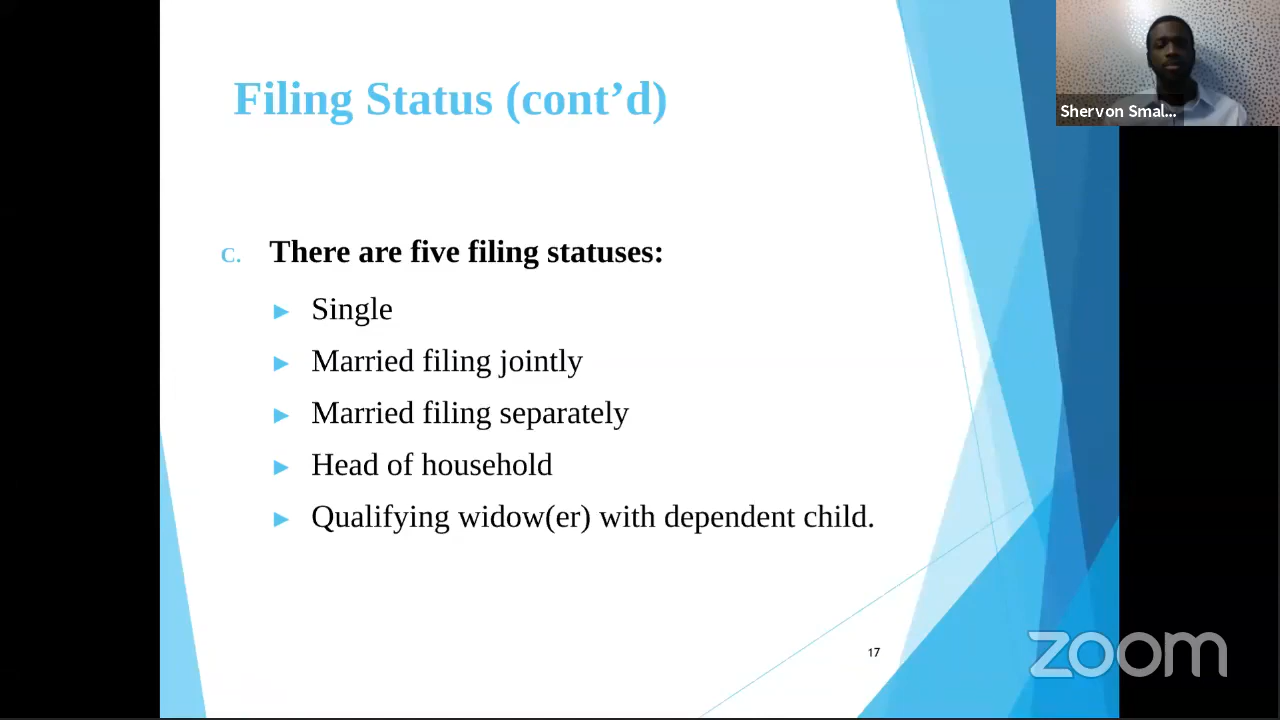 Filing Status (cont’d)
Shervon Smal...
C. There are five filing statuses:
► Single
► Married filing jointly
► Married filing separately
► Head of household
► Qualifying widow(er) with dependent child.
17
zoom